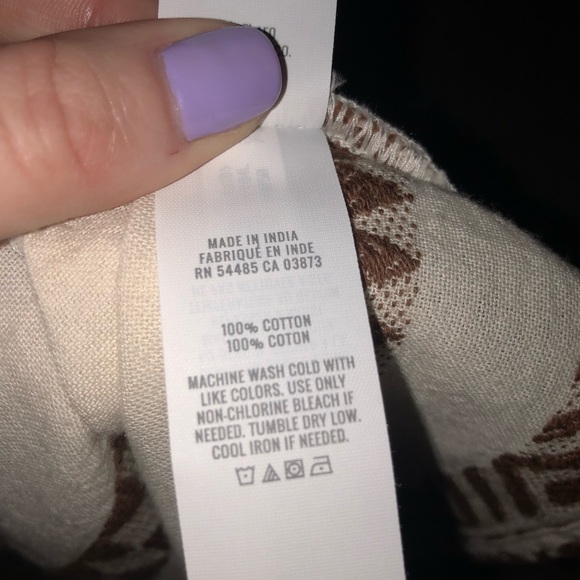 MADE IN INDIA
FABRIQUÉ EN INDE
RN 54485 CA 03873
100% COTTON
100% COTON
MACHINE WASH COLD WITH
LIKE COLORS. USE ONLY
NON-CHLORINE BLEACH IF
NEEDED. TUMBLE DRY LOW.
COOL IRON IF NEEDED.